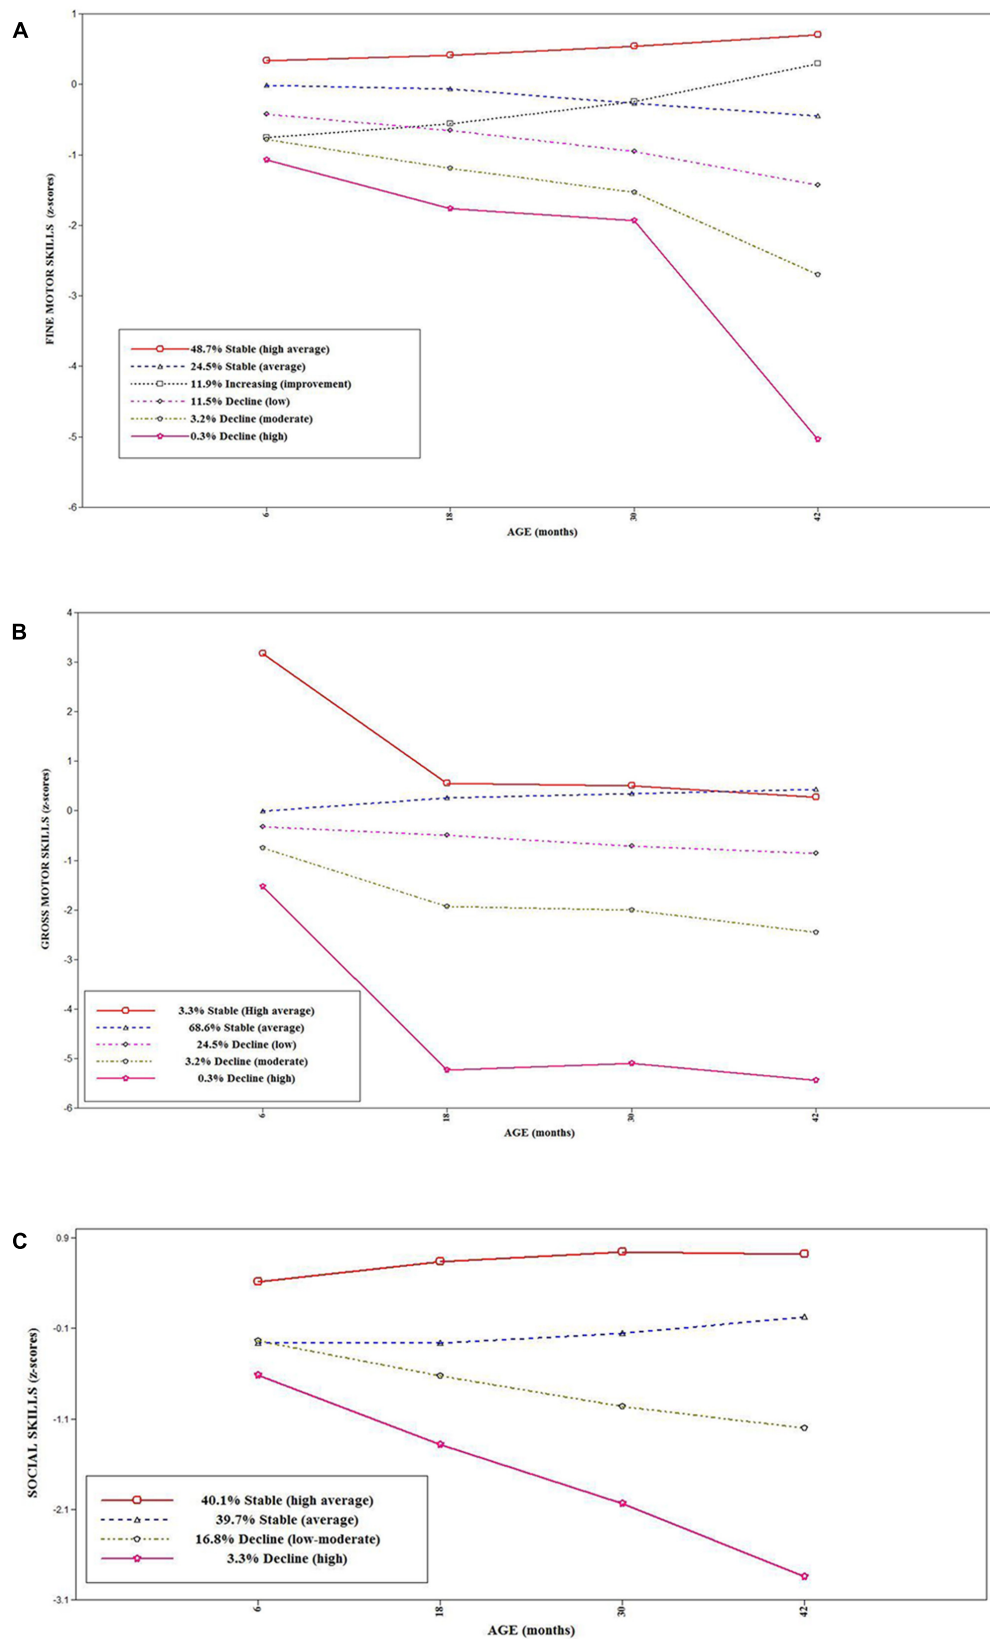 A
1
0
-1
-2
-3
-4
-5
-6
FINE MOTOR SKILLS (z-scores)
48.7% Stable (high average)
24.5% Stable (average)
11.9% Increasing (improvement)
11.5% Decline (low)
3.2% Decline (moderate)
0.3% Decline (high)
6
18
30
42
AGE (months)
B
4
3
2
1
0
-1
-2
-3
-4
-5
-6
GROSS MOTOR SKILLS (z-scores)
3.3% Stable (High average)
68.6% Stable (average)
24.5% Decline (low)
3.2% Decline (moderate)
0.3% Decline (high)
6
18
30
42
AGE (months)
C
0.9
-0.1
-1.1
-2.1
-3.1
SOCIAL SKILLS (z-scores)
40.1% Stable (high average)
39.7% Stable (average)
16.8% Decline (low-moderate)
3.3% Decline (high)
6
18
30
42
AGE (months)